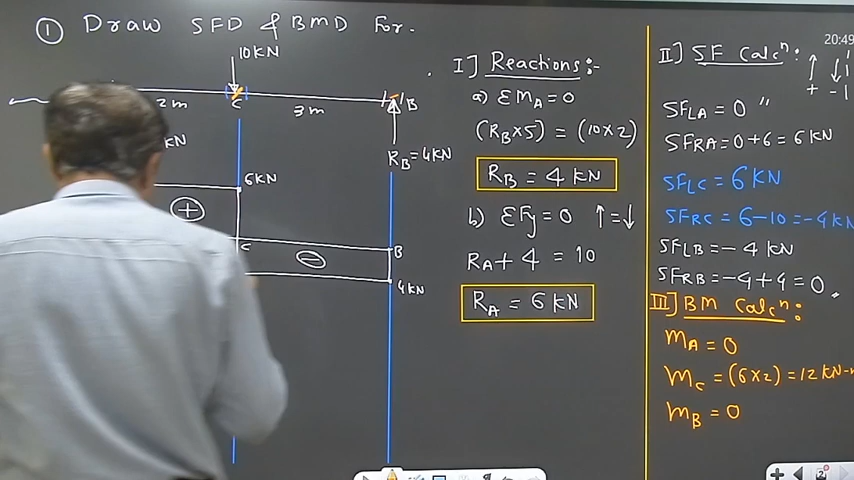 ① Draw SFD & BMD For.
10KN
2m
C
3m
B
KN
RB=4KN
6KN
+
C
−
B
4KN
I] Reactions:-
a) ΣMA=0
(RB×5) = (10×2)
RB = 4 KN
b) ΣFy=0 ↑=↓
RA+4 = 10
RA = 6 KN
20:49
II] SF Calcⁿ:
↑ ↓
+ -
SFLA = 0 "
SFRA = 0+6 = 6 KN
SFLC = 6 KN
SFRC = 6-10 = -4 KN
SFLB = -4 KN
SFRB = -4+4 = 0.
III] BM Calcⁿ:
MA = 0
MC = (6×2) = 12 KN-
MB = 0
2